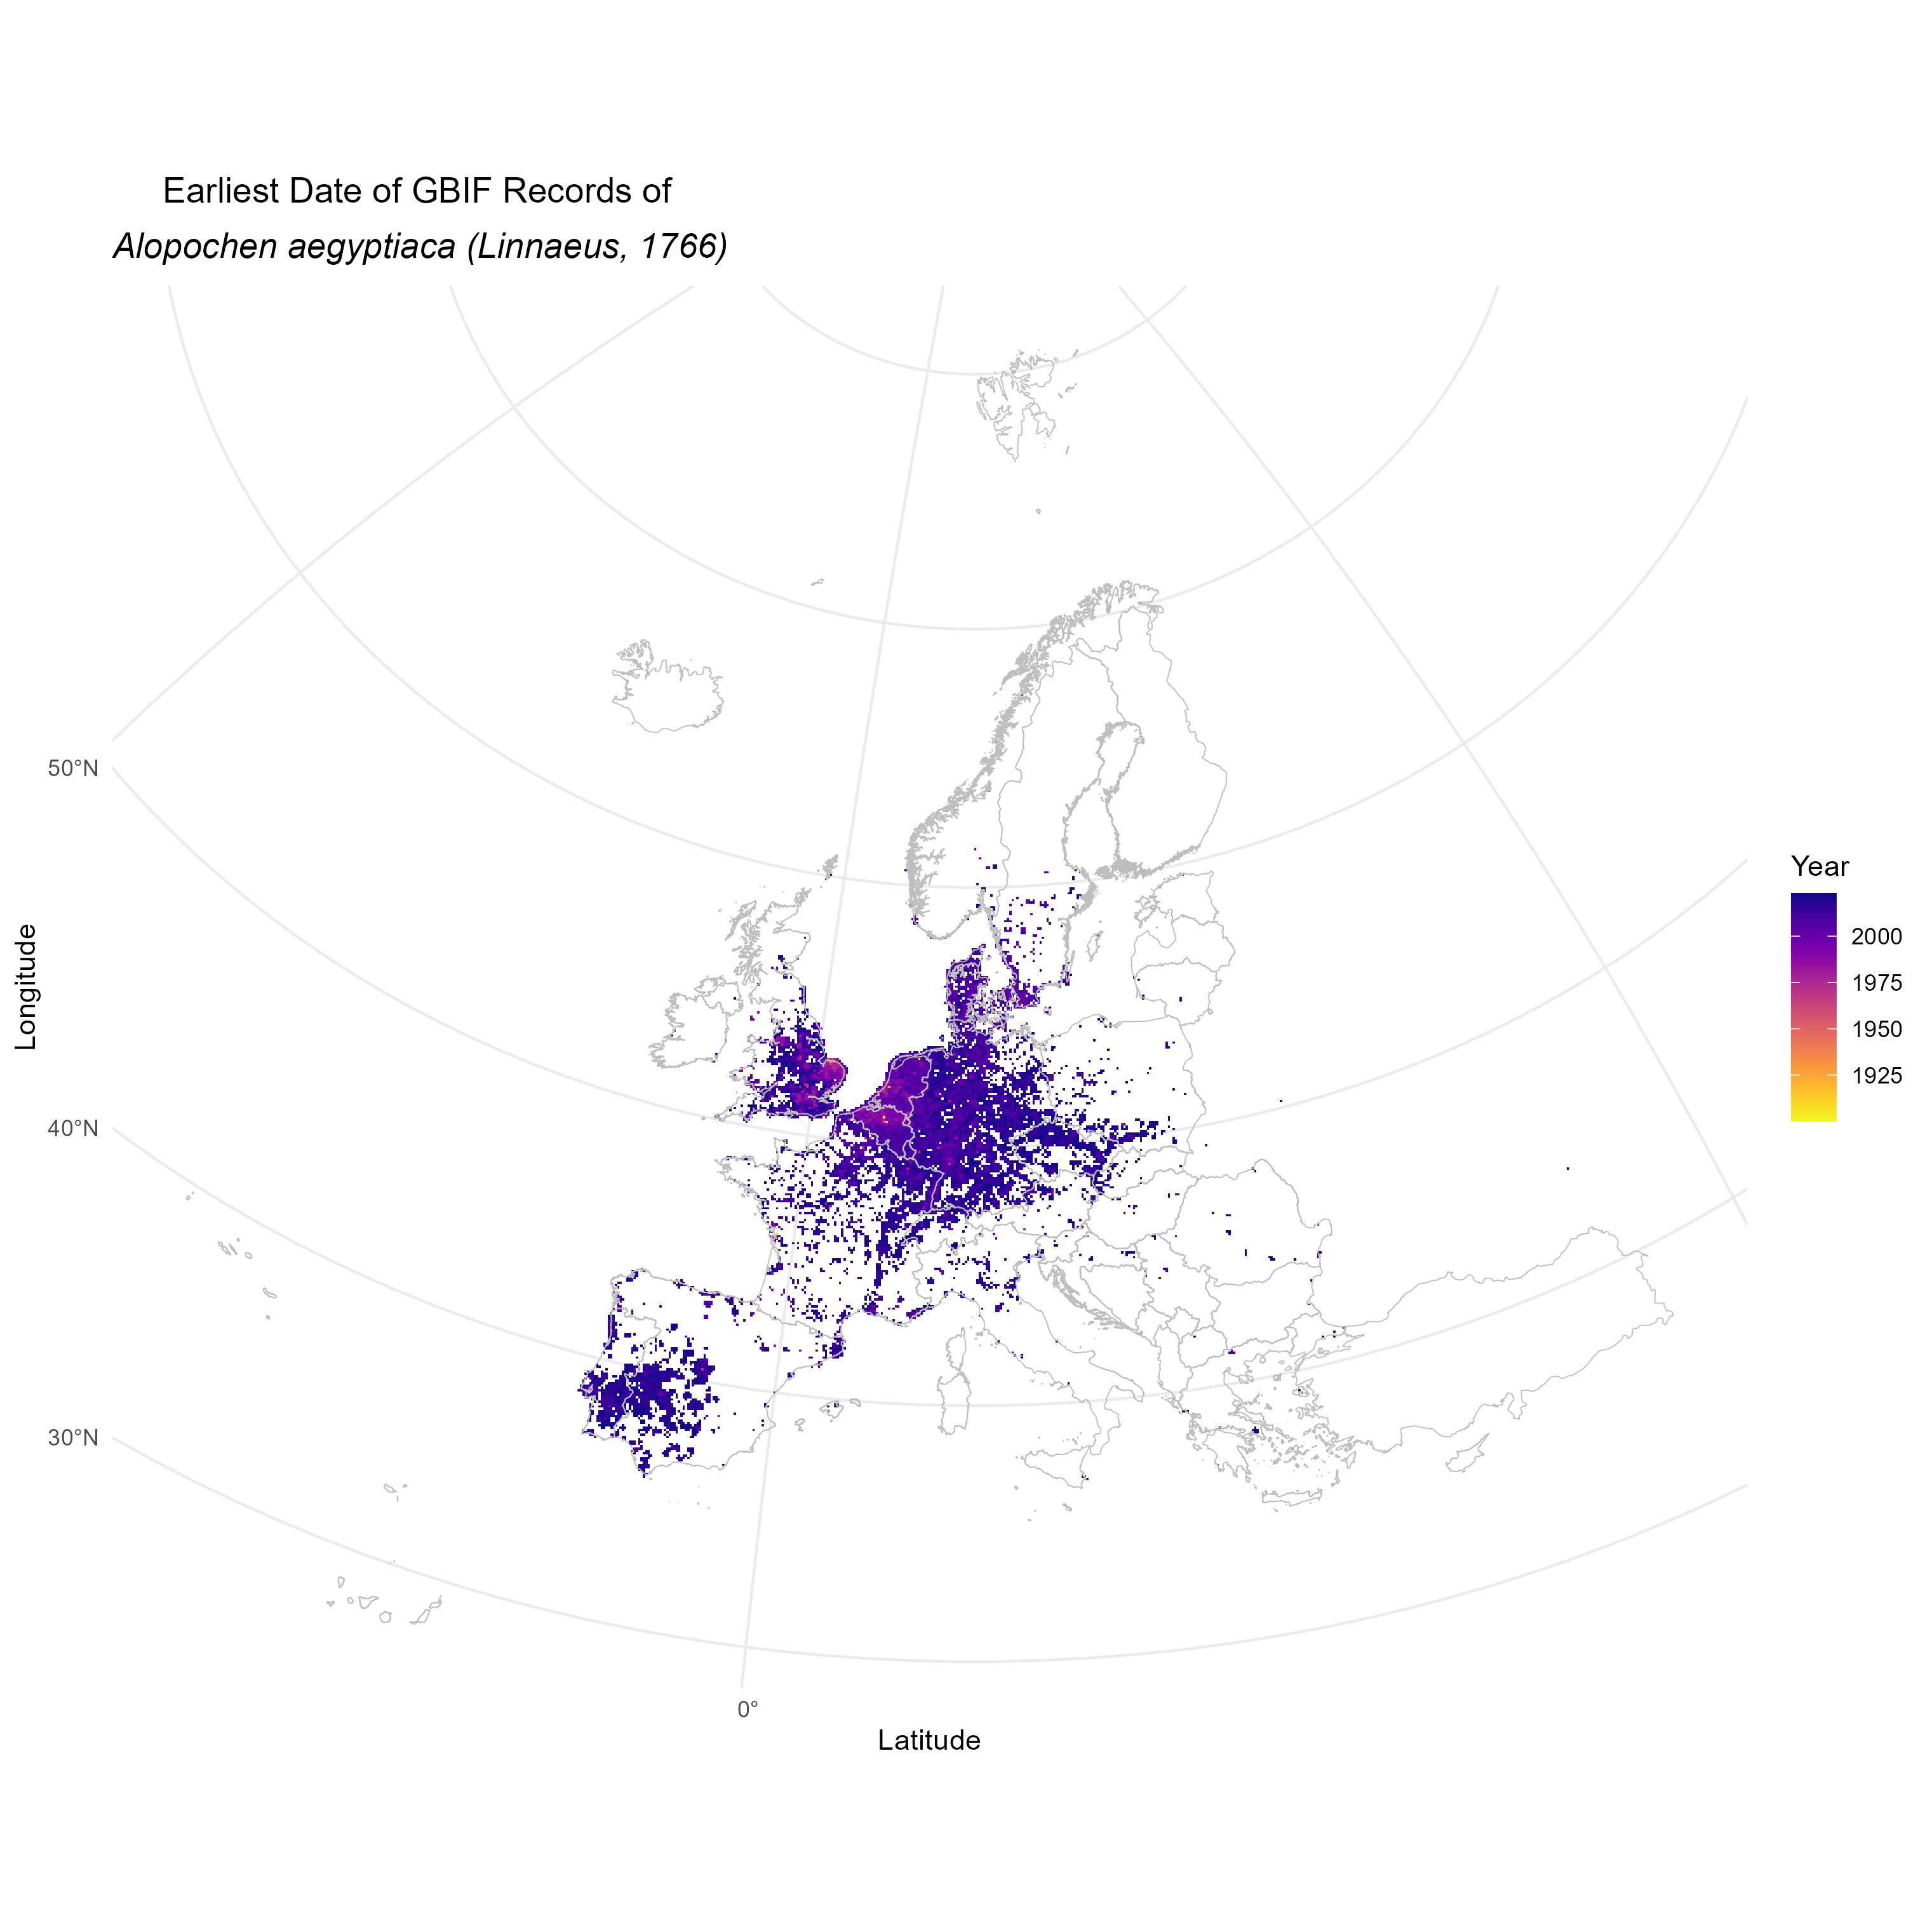 Earliest Date of GBIF Records of
Alopochen aegyptiaca (Linnaeus, 1766)
50°N
40°N
30°N
Longitude
0°
Latitude
Year
2000
1975
1950
1925